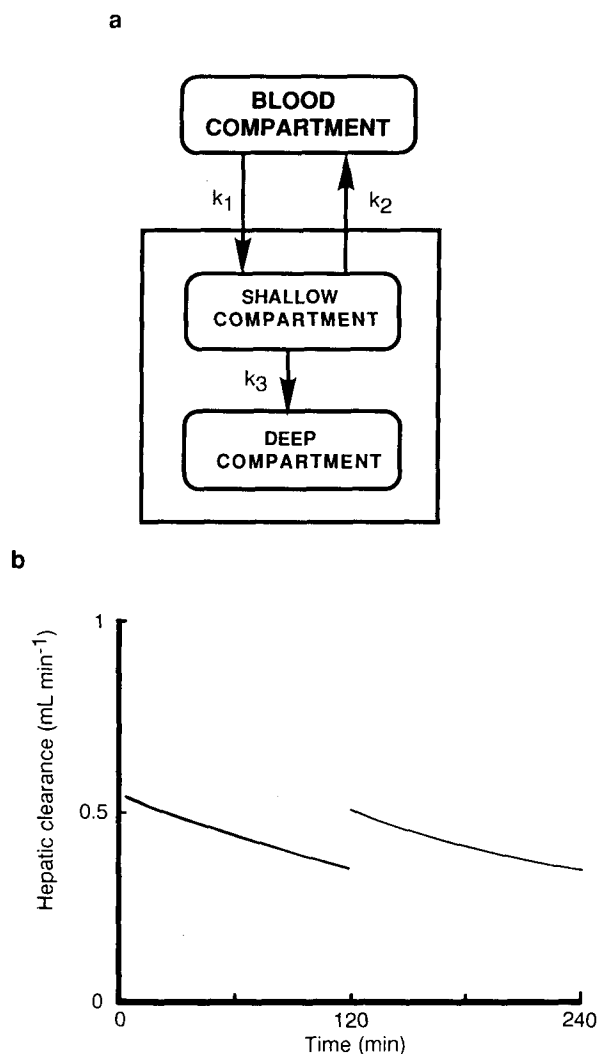 a
BLOOD
COMPARTMENT
k1
k2
SHALLOW
COMPARTMENT
k3
DEEP
COMPARTMENT
b
Hepatic clearance (mL min-1)
1
0.5
0
0
120
240
Time (min)